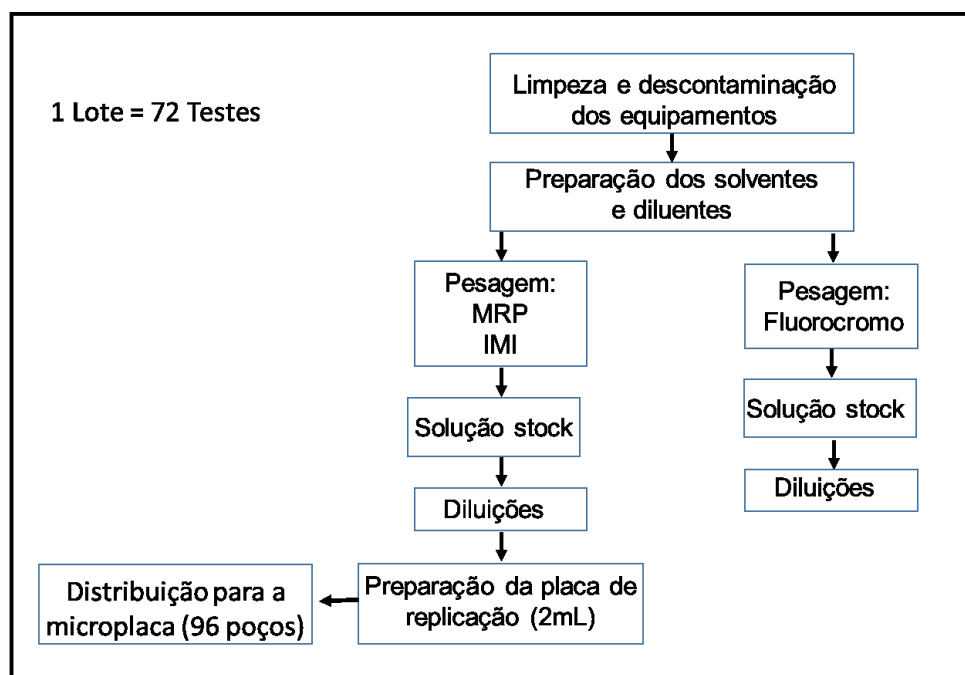 1 Lote = 72 Testes
Limpeza e descontaminação
dos equipamentos
Preparação dos solventes
e diluentes
Pesagem:
MRP
IMI
Pesagem:
Fluorocromo
Solução stock
Solução stock
Diluições
Diluições
Preparação da placa de
replicação (2mL)
Distribuição para a
microplaca (96 poços)